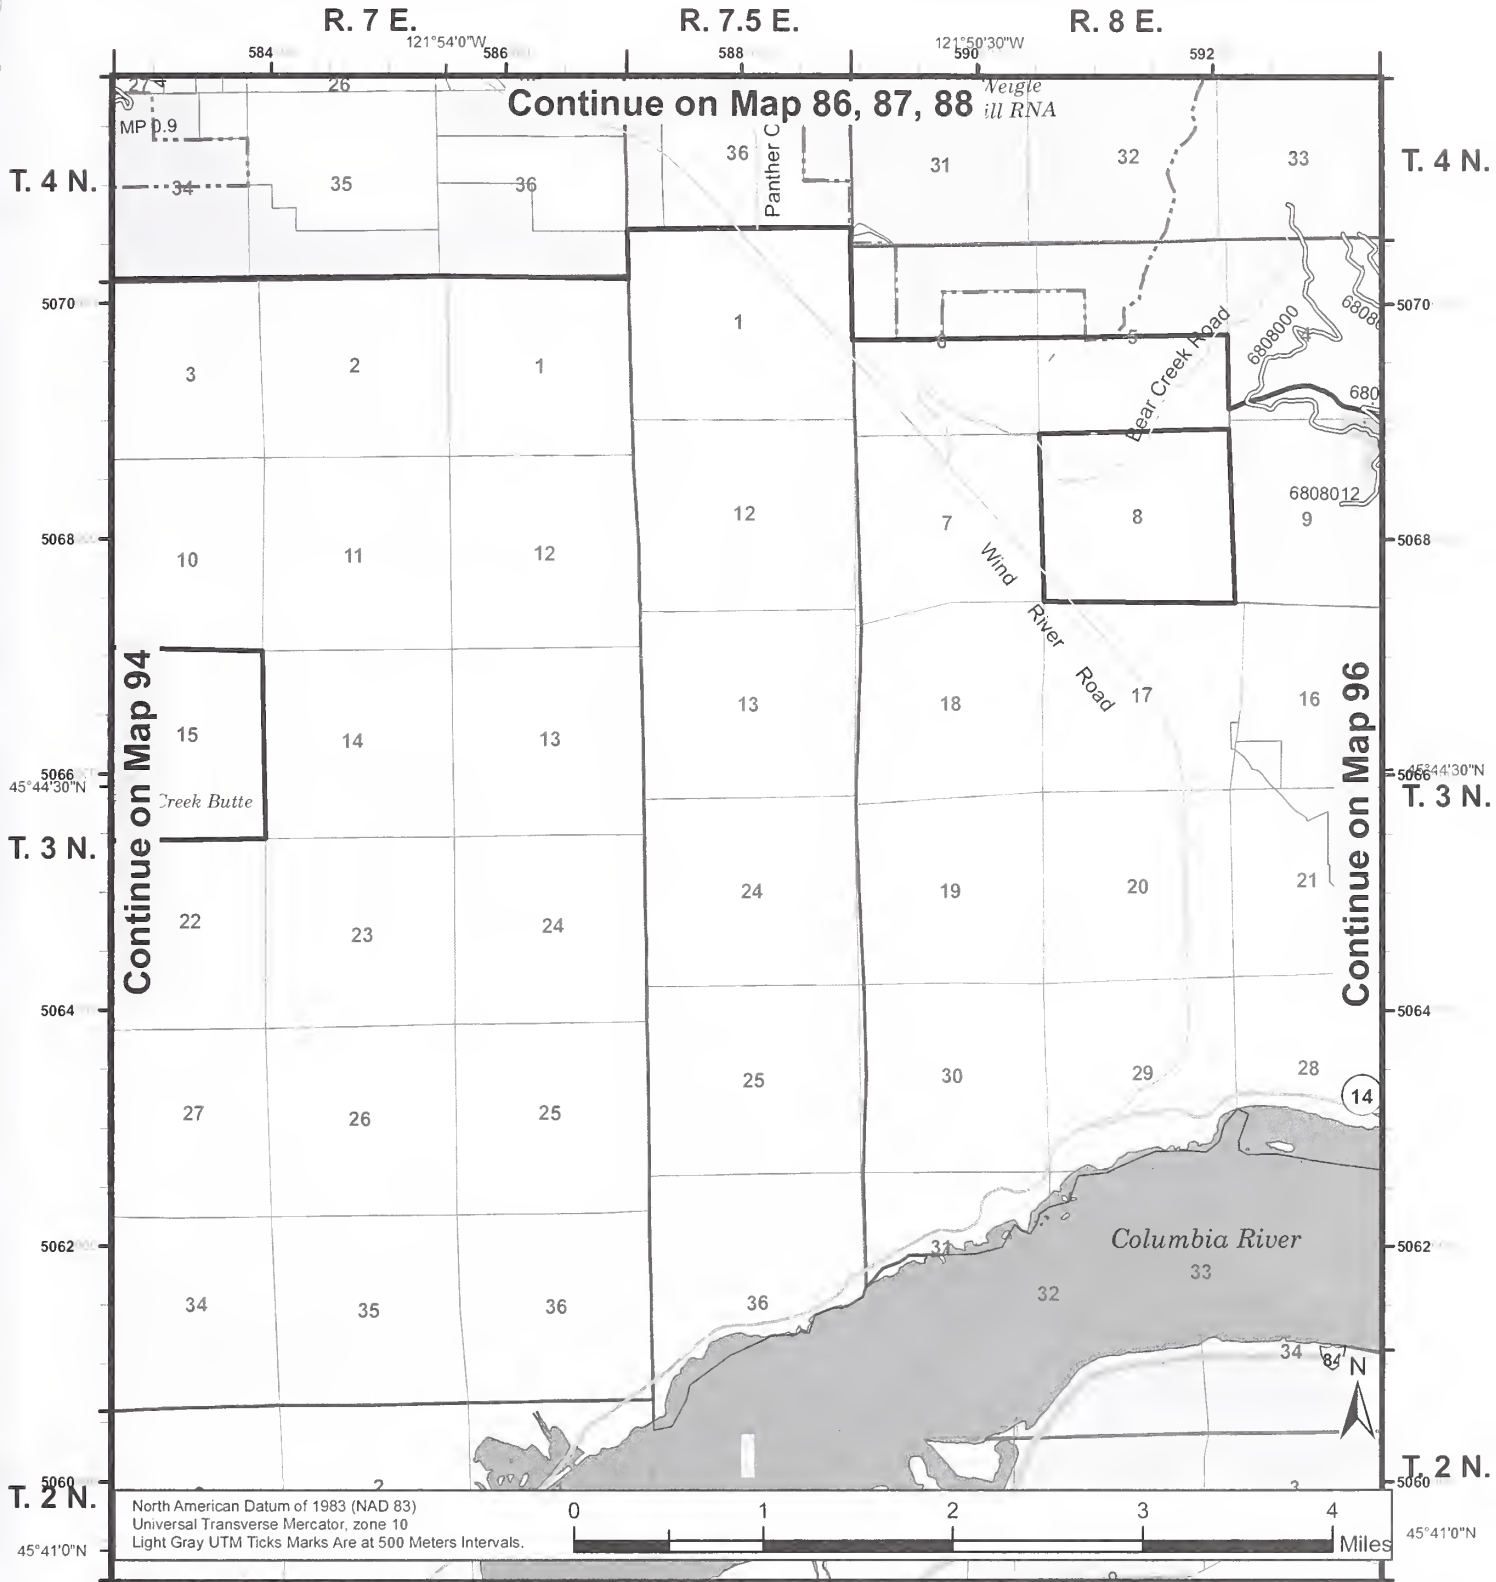 R. 7 E. R. 7.5 E. R. 8 E.
121°54'0"W 121°50'30"W
584 586 588 590 592
27 26
Continue on Map 86, 87, 88
ill RNA
MP 0.9
T. 4 N. 34 35 36 36 Panther C 31 32 33 T. 4 N.
5070 5070
1
3 2 1 6 5 4
Bear Creek Road
6808000
68080
680
5068 5068
10 11 12 12 7 8 9
6808012
Wind River Road
Continue on Map 94
Continue on Map 96
15 14 13 13 18 17 16
5066 5066
45°44'30"N 45°44'30"N
Creek Butte
T. 3 N. T. 3 N.
22 23 24 24 19 20 21
5064 5064
27 26 25 25 30 29 28
14
5062 5062
Columbia River
34 35 36 36 31 32 33
34
84
N
5060 5060
T. 2 N. T. 2 N.
2 3
North American Datum of 1983 (NAD 83)
Universal Transverse Mercator, zone 10
Light Gray UTM Ticks Marks Are at 500 Meters Intervals.
0 1 2 3 4
Miles
45°41'0"N 45°41'0"N